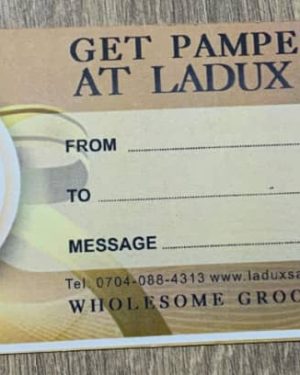 GET PAMPE
AT LADUX
FROM
TO
MESSAGE
Tel: 0704-088-4313 www.laduxsa
WHOLESOME GROO